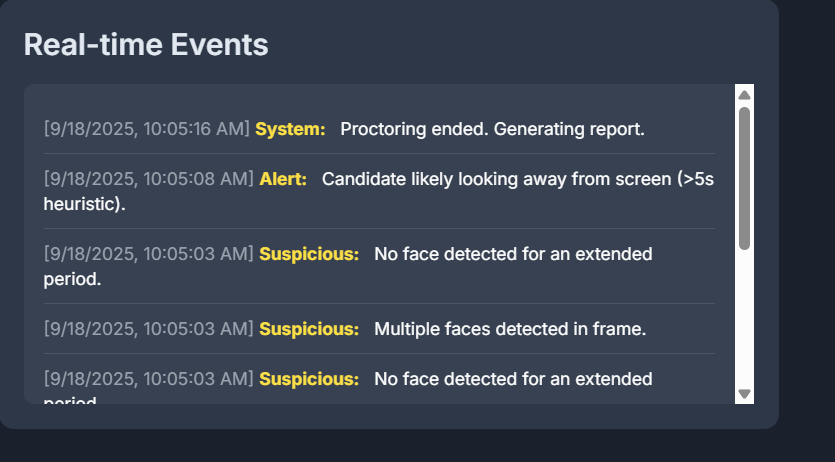 Real-time Events
[9/18/2025, 10:05:16 AM] System: Proctoring ended. Generating report.
[9/18/2025, 10:05:08 AM] Alert: Candidate likely looking away from screen (>5s
heuristic).
[9/18/2025, 10:05:03 AM] Suspicious: No face detected for an extended
period.
[9/18/2025, 10:05:03 AM] Suspicious: Multiple faces detected in frame.
[9/18/2025, 10:05:03 AM] Suspicious: No face detected for an extended
period